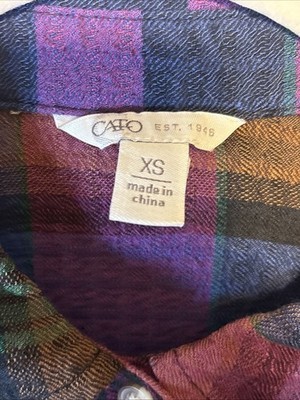 CATO EST. 1946
XS
made in
china